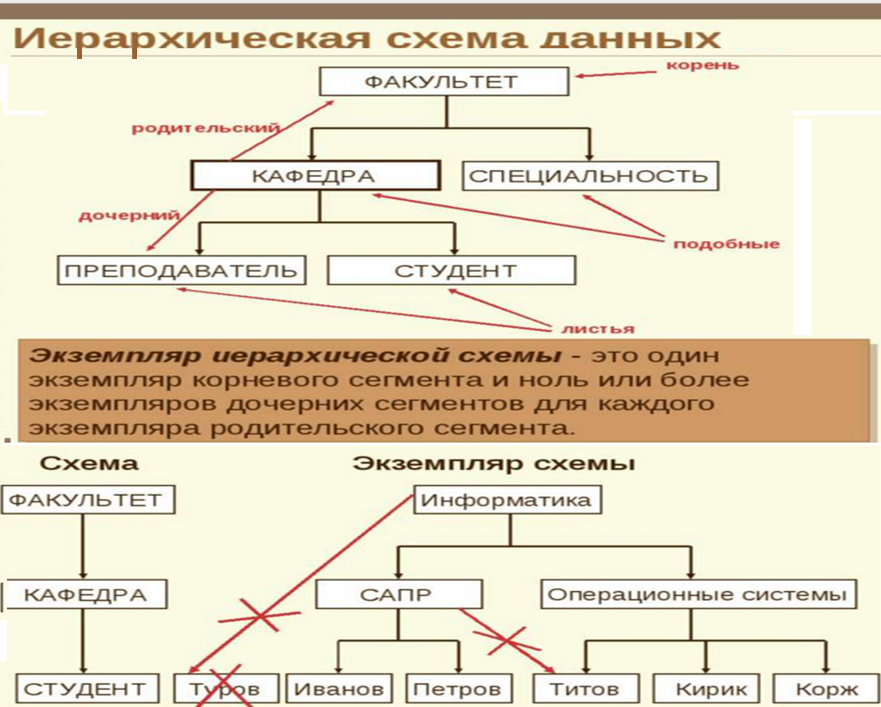 Иерархическая схема данных
корень
ФАКУЛЬТЕТ
родительский
КАФЕДРА
СПЕЦИАЛЬНОСТЬ
дочерний
подобные
ПРЕПОДАВАТЕЛЬ
СТУДЕНТ
листья
Экземпляр иерархической схемы - это один
экземпляр корневого сегмента и ноль или более
экземпляров дочерних сегментов для каждого
экземпляра родительского сегмента.
Схема
Экземпляр схемы
ФАКУЛЬТЕТ
Информатика
КАФЕДРА
САПР
Операционные системы
СТУДЕНТ
Туров
Иванов
Петров
Титов
Кирик
Корж